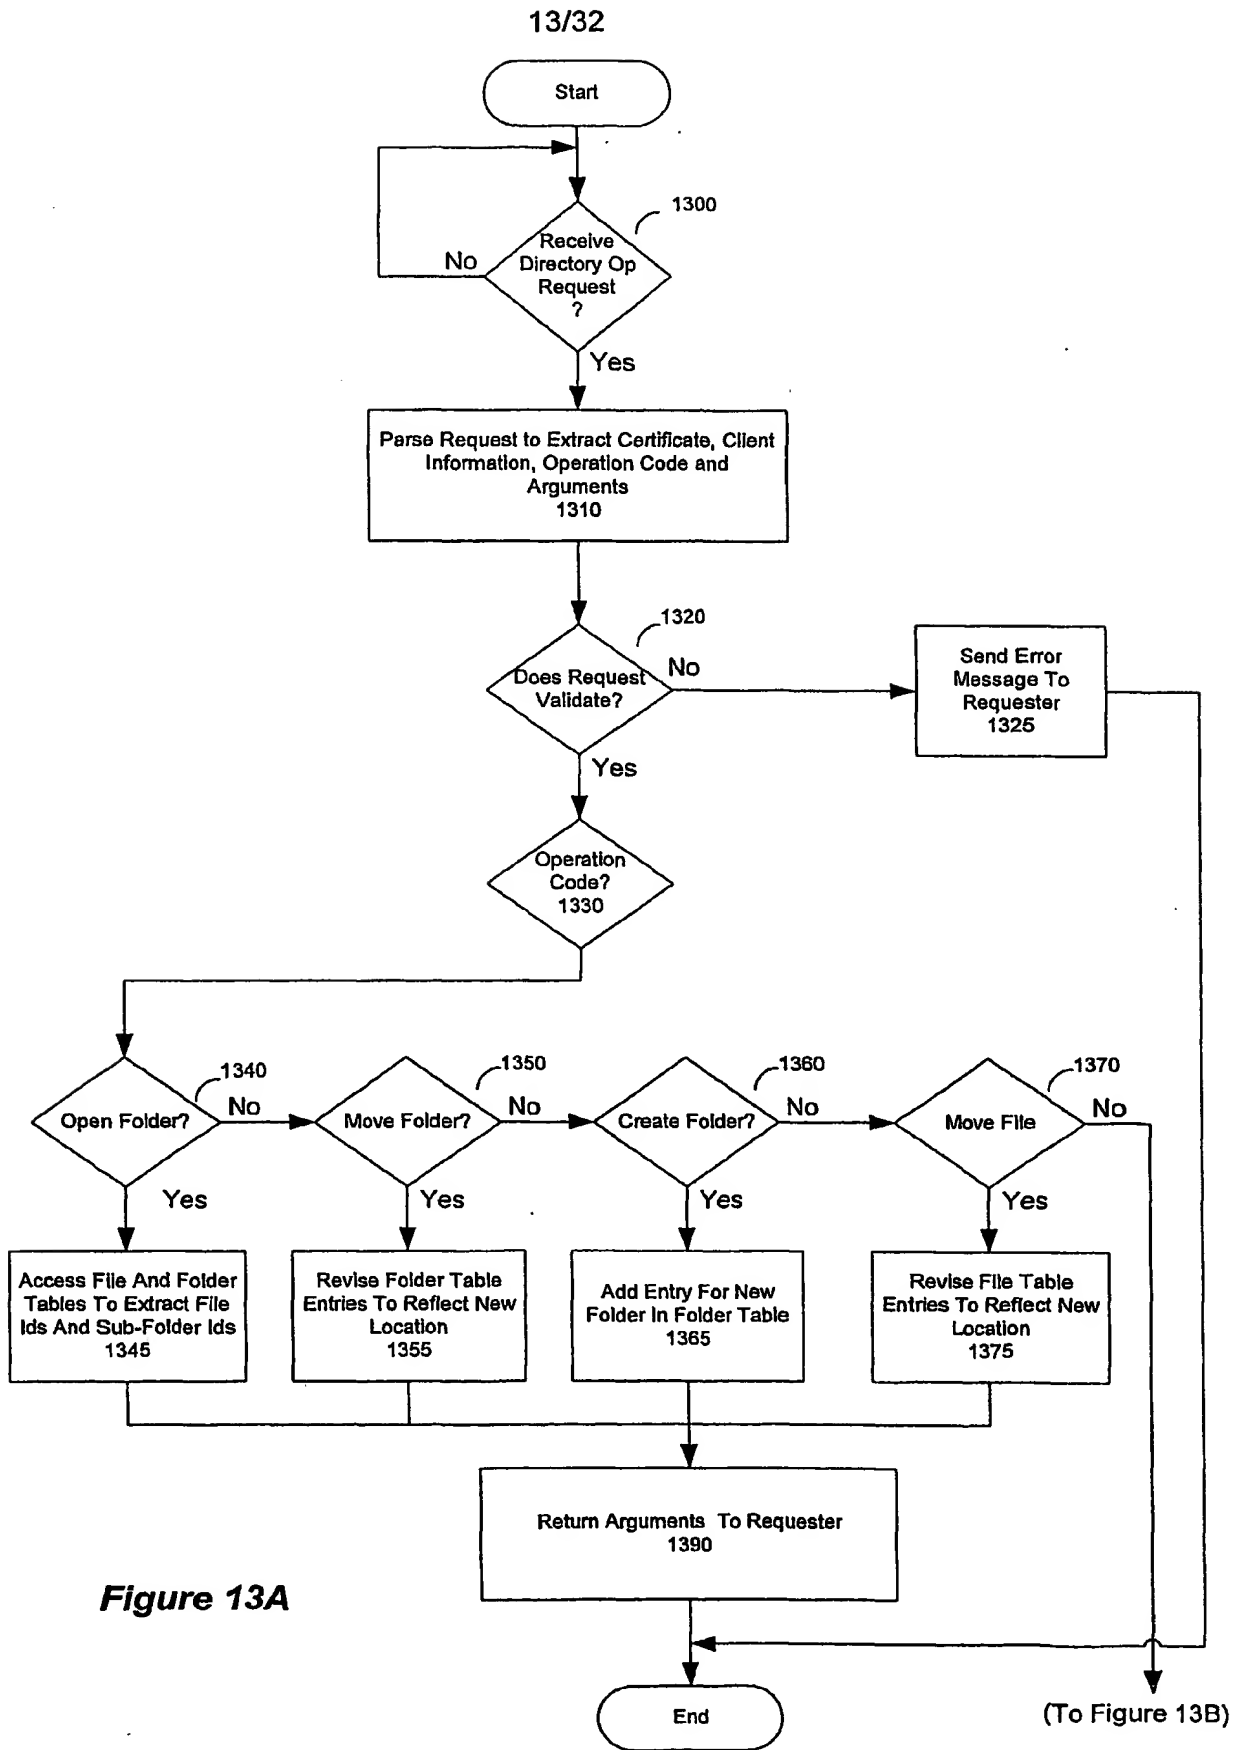 13/32
Start
1300
Receive
Directory Op
Request
?
No
Yes
Parse Request to Extract Certificate, Client
Information, Operation Code and
Arguments
1310
1320
Does Request
Validate?
No
Yes
Send Error
Message To
Requester
1325
Operation
Code?
1330
1340
Open Folder?
No
Yes
1350
Move Folder?
No
Yes
1360
Create Folder?
No
Yes
1370
Move File
No
Yes
Access File And Folder
Tables To Extract File
Ids And Sub-Folder Ids
1345
Revise Folder Table
Entries To Reflect New
Location
1355
Add Entry For New
Folder In Folder Table
1365
Revise File Table
Entries To Reflect New
Location
1375
Return Arguments To Requester
1390
Figure 13A
End
(To Figure 13B)